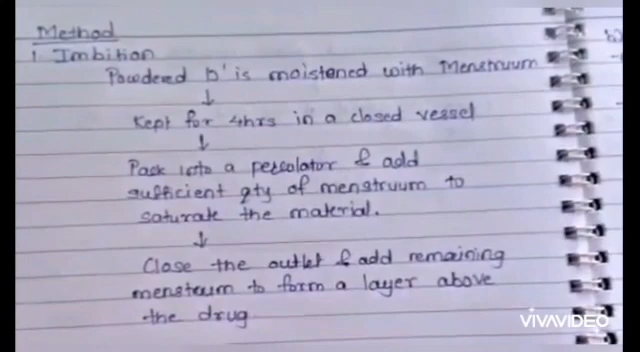 Method
1 Imbition
Powdered D' is moistened with Menstruum
↓
Kept for 4hrs in a closed vessel
↓
Pack into a percolator & add
sufficient qty of menstruum to
saturate the material.
↓
Close the outlet & add remaining
menstruum to form a layer above
the drug
VIVAVIDEO